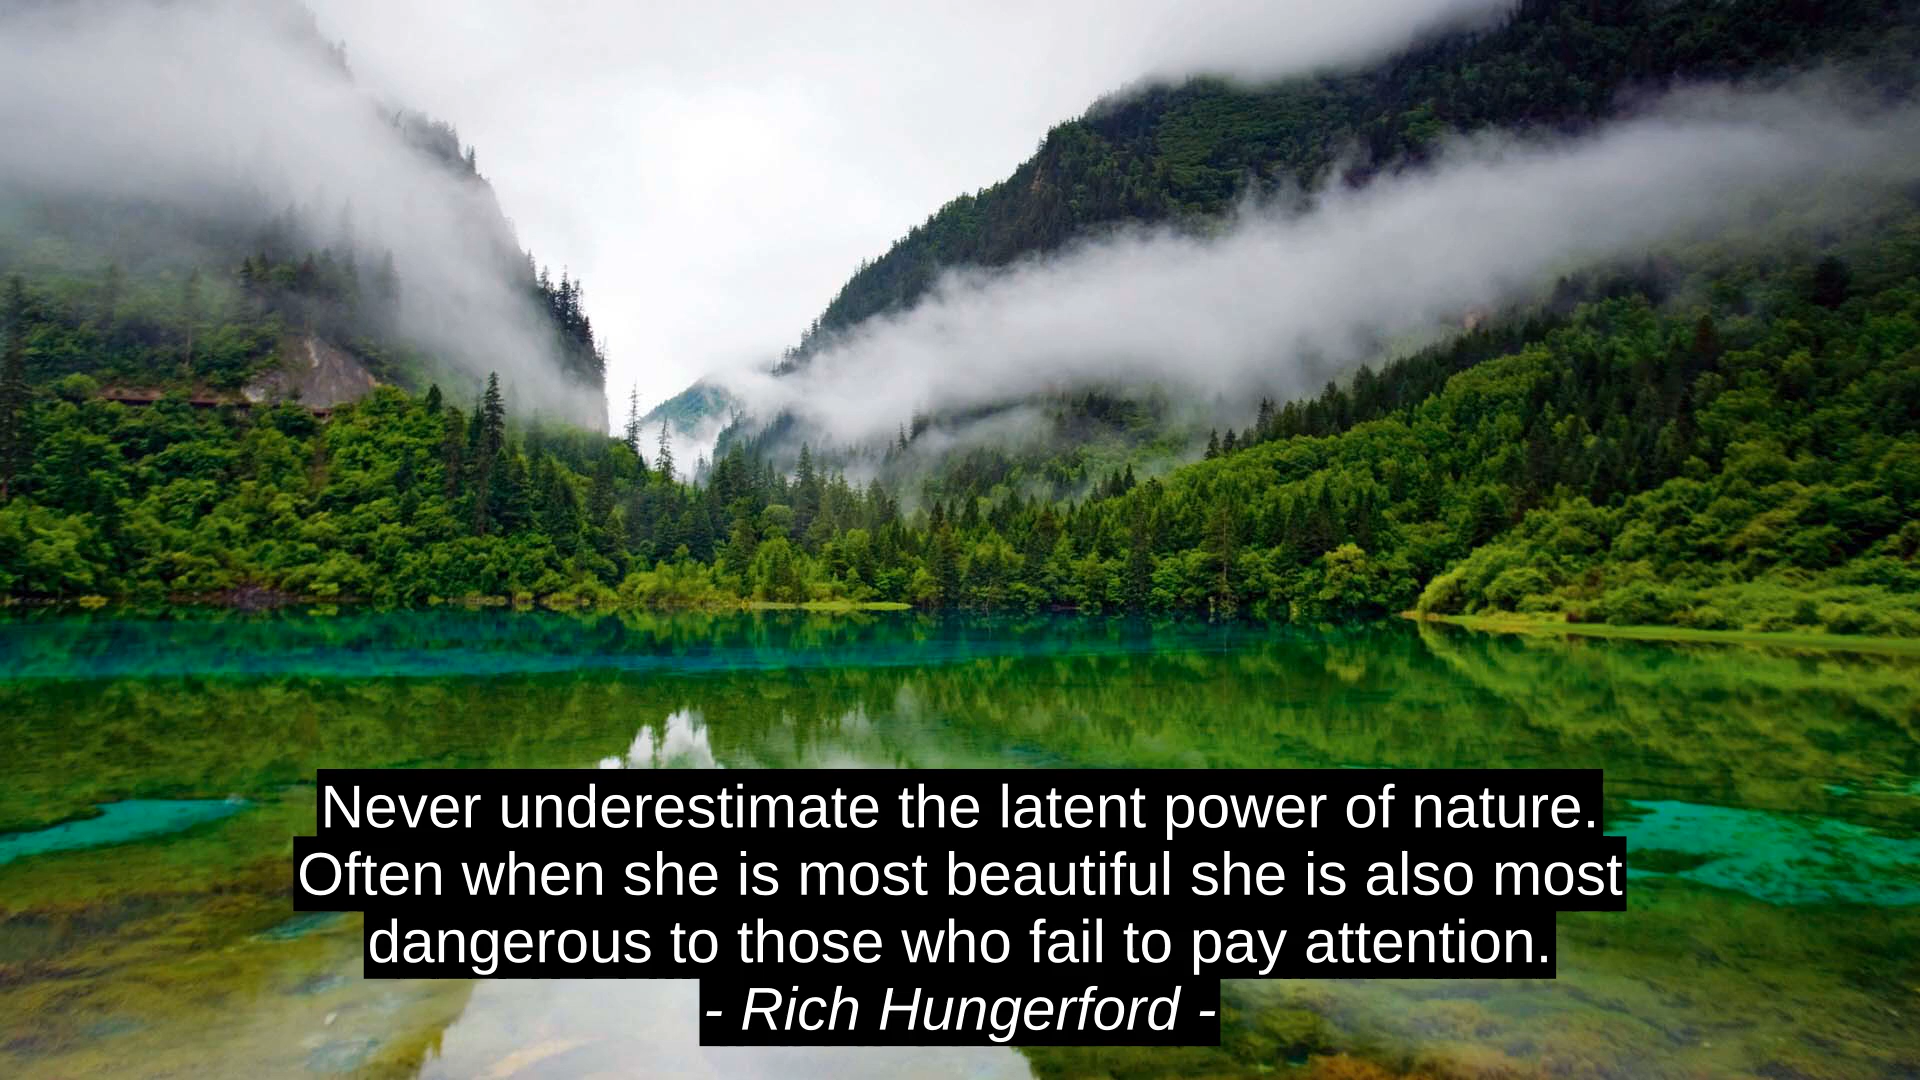 Never underestimate the latent power of nature.
Often when she is most beautiful she is also most
dangerous to those who fail to pay attention.
- Rich Hungerford -